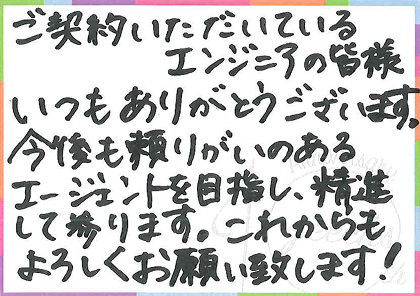 ご契約いただいている
エンジニアの皆様
いつもありがとうございます。
今後も頼りがいのある
エージェントを目指し、精進
して参ります。これからも
よろしくお願い致します!